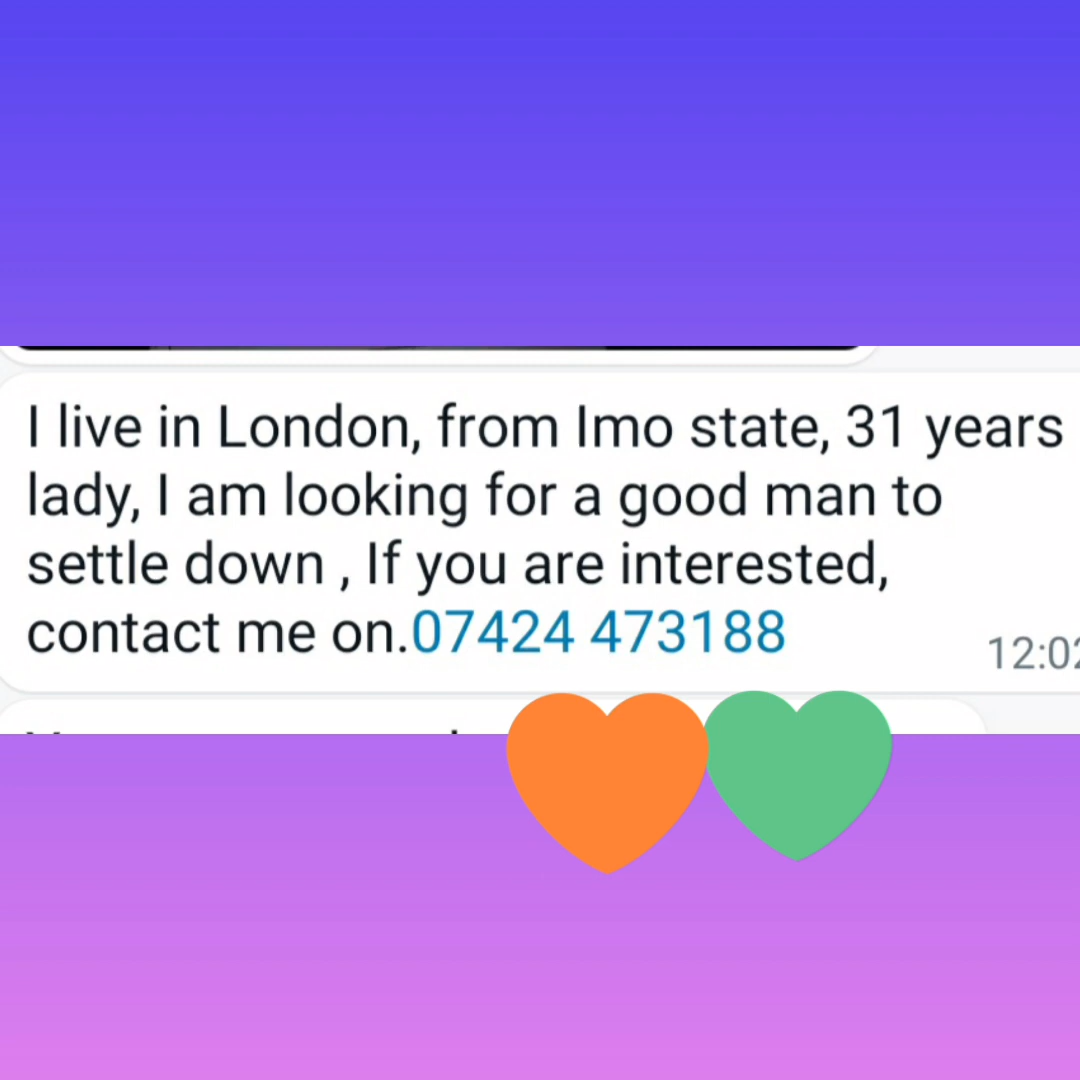 I live in London, from Imo state, 31 years
lady, I am looking for a good man to
settle down , If you are interested,
contact me on.07424 473188